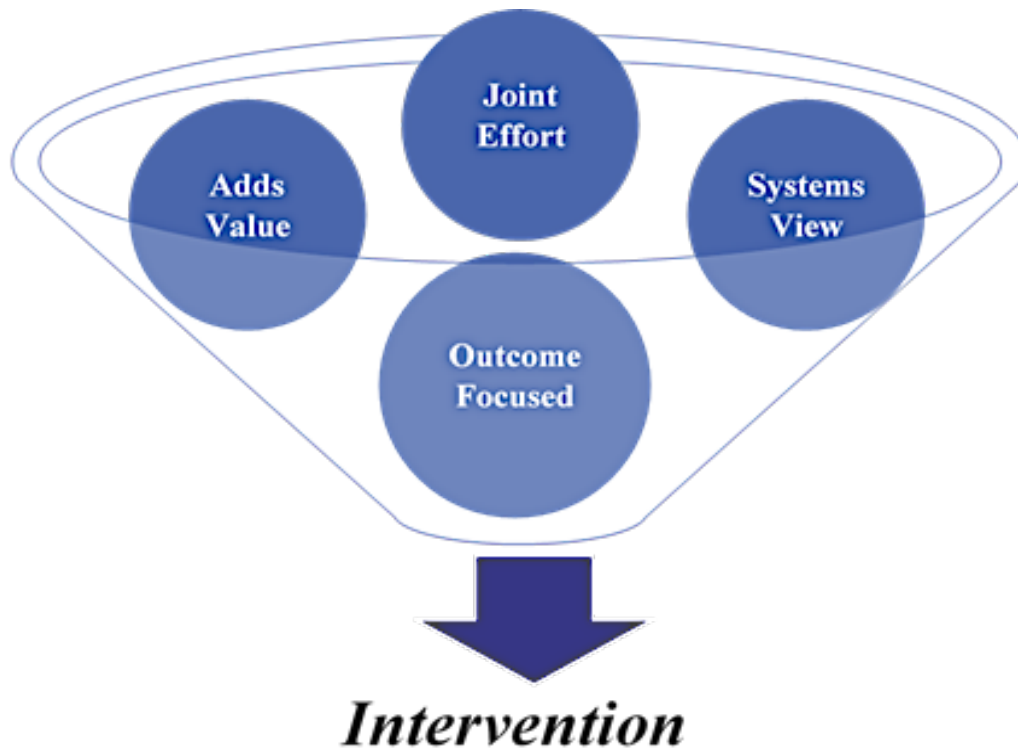 Joint
Effort
Adds
Value
Systems
View
Outcome
Focused
Intervention